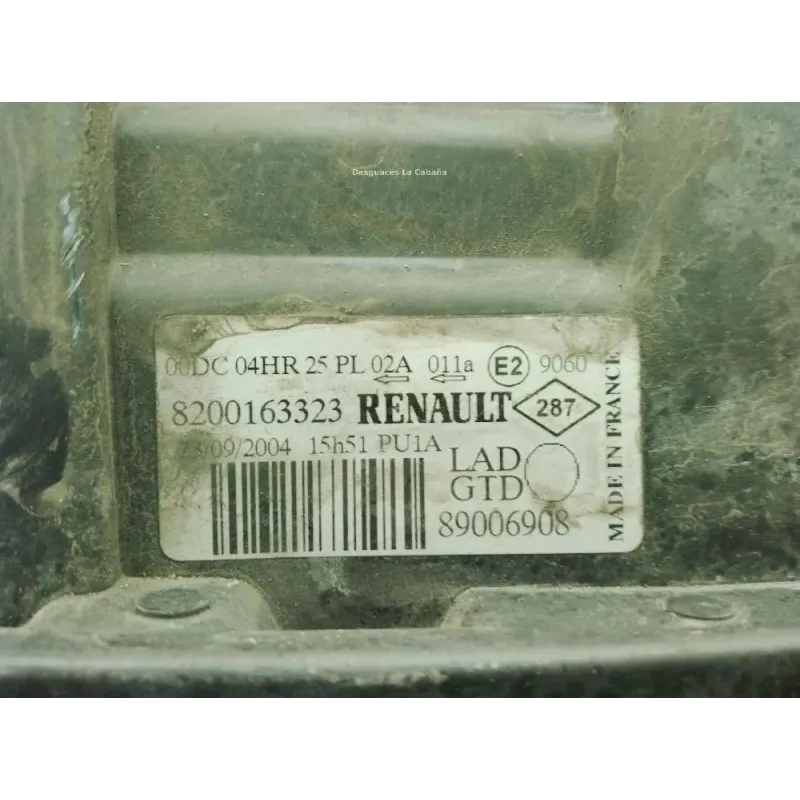 Desguaces La Cabaña
00DC 04HR 25 PL 02A 011a E2 9060
8200163323 RENAULT 287
/09/2004 15h51 PU1A
LAD
GTD
89006908
MADE IN FRANCE